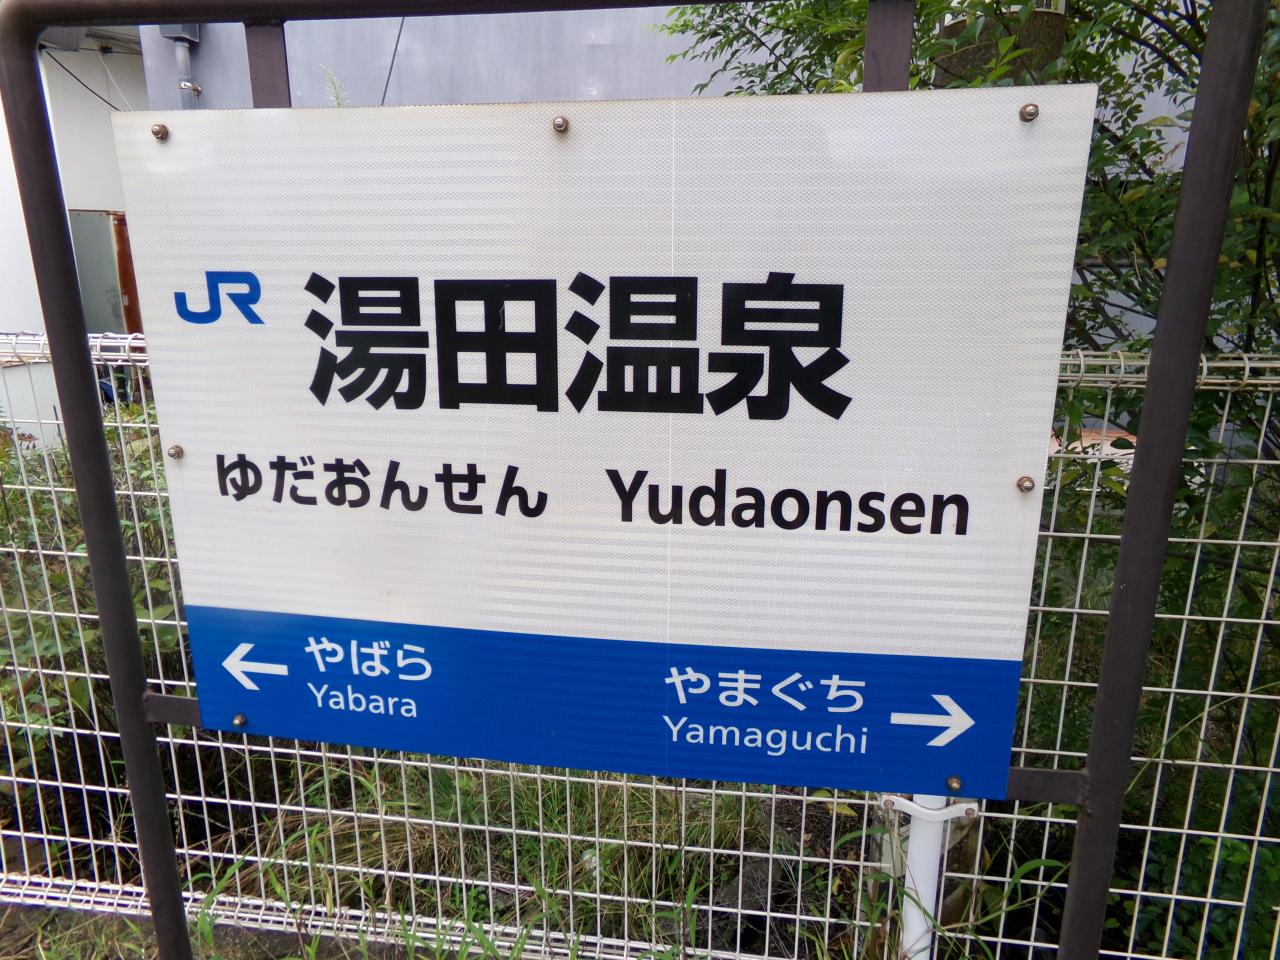 JR 湯田温泉
ゆだおんせん Yudaonsen
← やばら
Yabara
やまぐち →
Yamaguchi